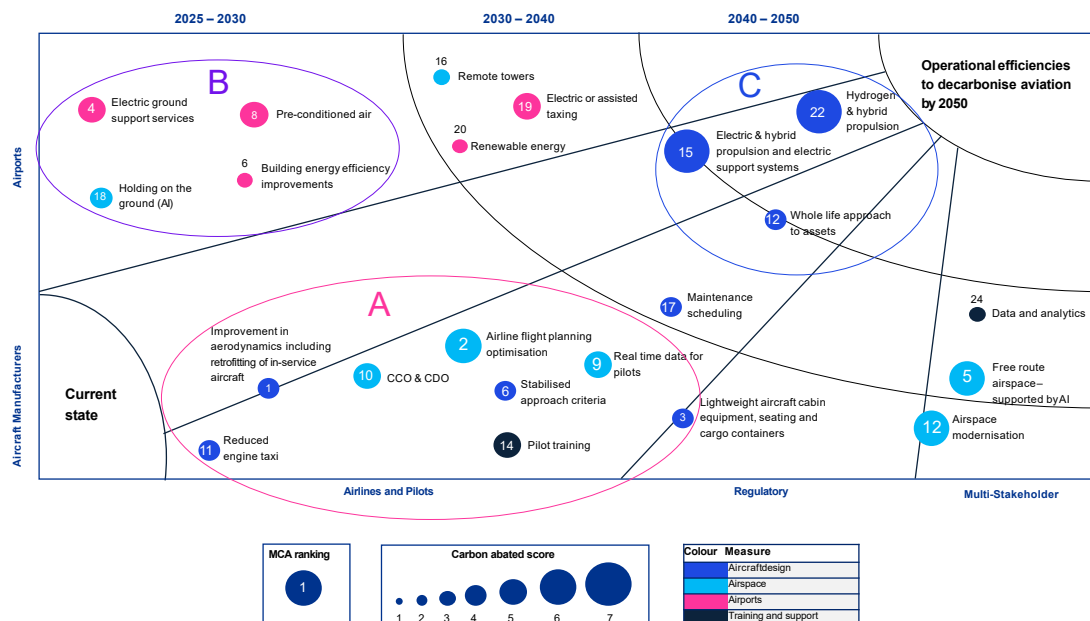 2025 – 2030
2030 – 2040
2040 – 2050
Airports
Aircraft Manufacturers
B
4
Electric ground
support services
8
Pre-conditioned air
6
Building energy efficiency
improvements
18
Holding on the
ground (AI)
16
Remote towers
19
Electric or assisted
taxing
20
Renewable energy
C
22
Hydrogen
& hybrid
propulsion
15
Electric & hybrid
propulsion and electric
support systems
12
Whole life approach
to assets
Operational efficiencies
to decarbonise aviation
by 2050
Current
state
A
Improvement in
aerodynamics including
retrofitting of in-service
aircraft
1
2
Airline flight planning
optimisation
10
CCO & CDO
9
Real time data for
pilots
6
Stabilised
approach criteria
14
Pilot training
11
Reduced
engine taxi
17
Maintenance
scheduling
3
Lightweight aircraft cabin
equipment, seating and
cargo containers
24
Data and analytics
5
Free route
airspace–
supported byAI
12
Airspace
modernisation
Airlines and Pilots
Regulatory
Multi-Stakeholder
MCA ranking
1
Carbon abated score
1 2 3 4 5 6 7
Colour Measure
Aircraftdesign
Airspace
Airports
Training and support